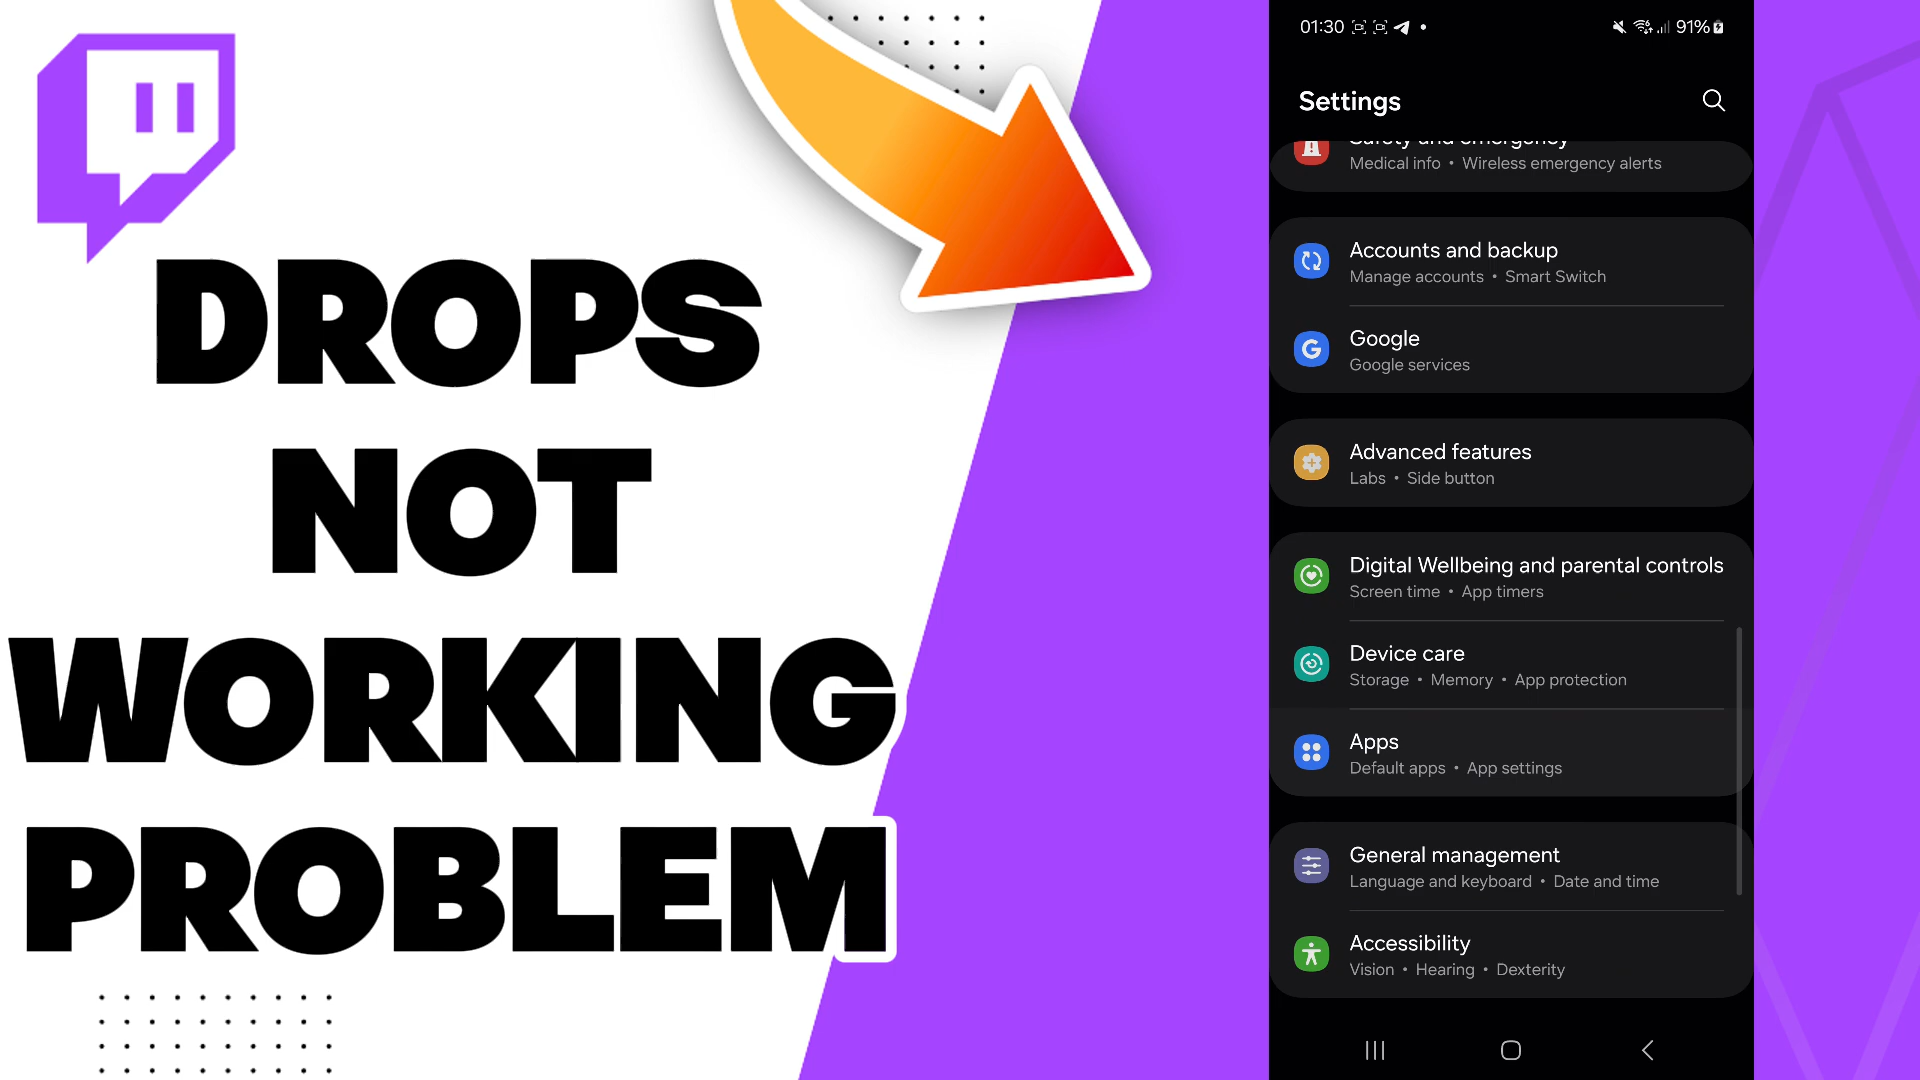 DROPS
NOT
WORKING
PROBLEM
01:30
91%
Settings
Safety and emergency
Medical info • Wireless emergency alerts
Accounts and backup
Manage accounts • Smart Switch
Google
Google services
Advanced features
Labs • Side button
Digital Wellbeing and parental controls
Screen time • App timers
Device care
Storage • Memory • App protection
Apps
Default apps • App settings
General management
Language and keyboard • Date and time
Accessibility
Vision • Hearing • Dexterity